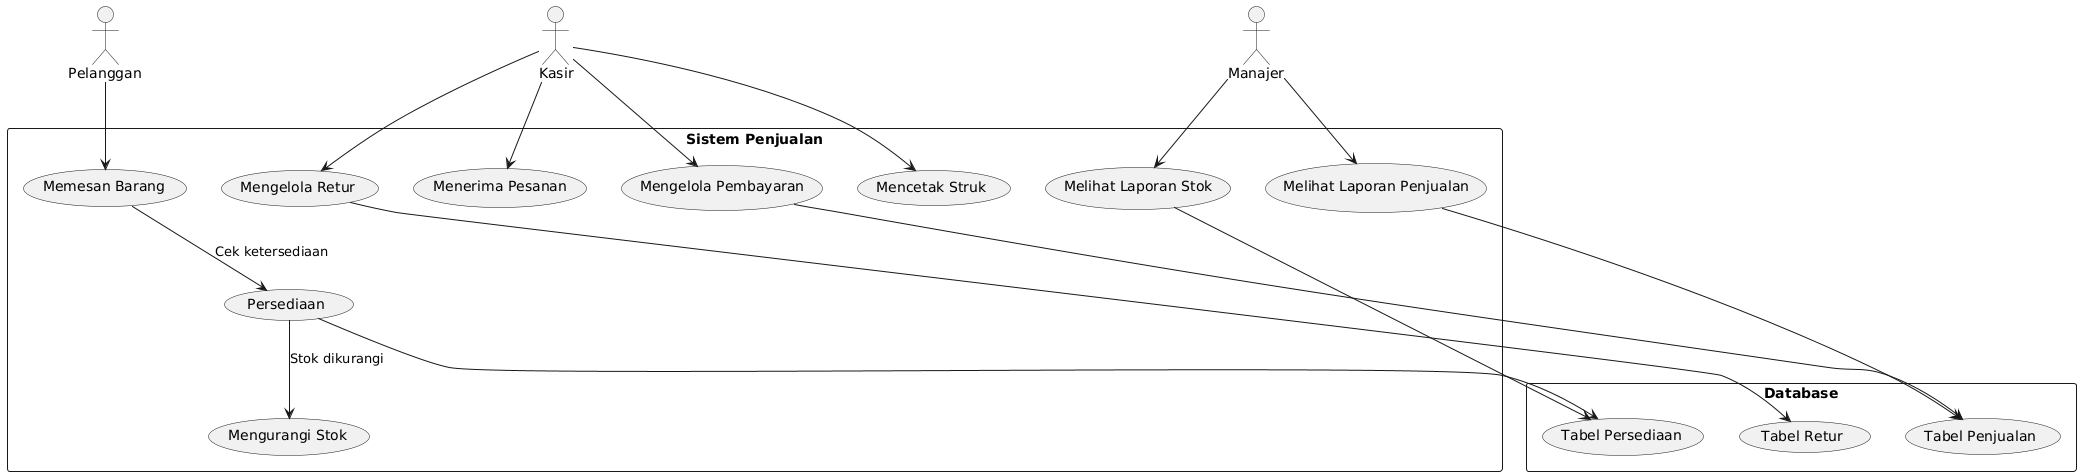 Pelanggan
Kasir
Manajer
Sistem Penjualan
Memesan Barang
Mengelola Retur
Menerima Pesanan
Mengelola Pembayaran
Mencetak Struk
Melihat Laporan Stok
Melihat Laporan Penjualan
Cek ketersediaan
Persediaan
Stok dikurangi
Database
Mengurangi Stok
Tabel Persediaan
Tabel Retur
Tabel Penjualan